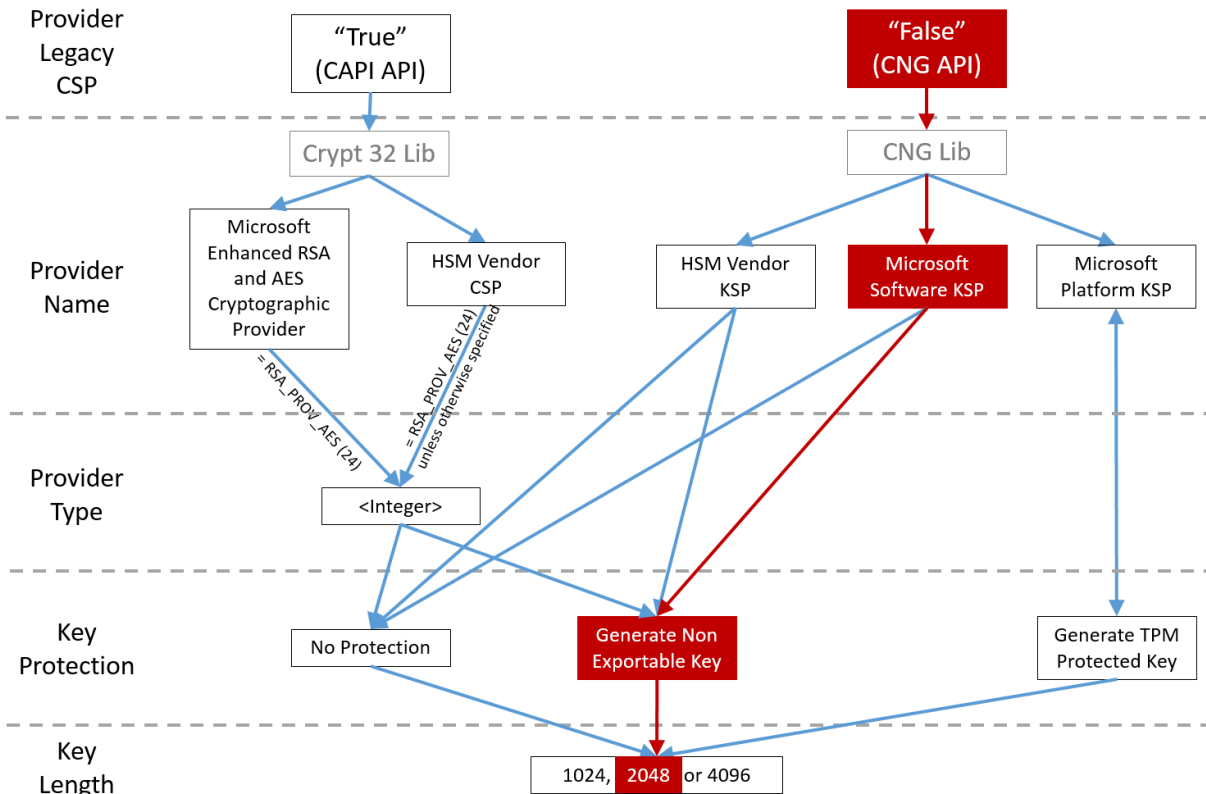 Provider
Legacy
CSP
“True”
(CAPI API)
“False”
(CNG API)
Crypt 32 Lib
CNG Lib
Provider
Name
Microsoft
Enhanced RSA
and AES
Cryptographic
Provider
HSM Vendor
CSP
HSM Vendor
KSP
Microsoft
Software KSP
Microsoft
Platform KSP
= RSA_PROV_AES (24)
= RSA_PROV_AES (24)
unless otherwise specified
Provider
Type
<Integer>
Key
Protection
No Protection
Generate Non
Exportable Key
Generate TPM
Protected Key
Key
Length
1024, 2048 or 4096